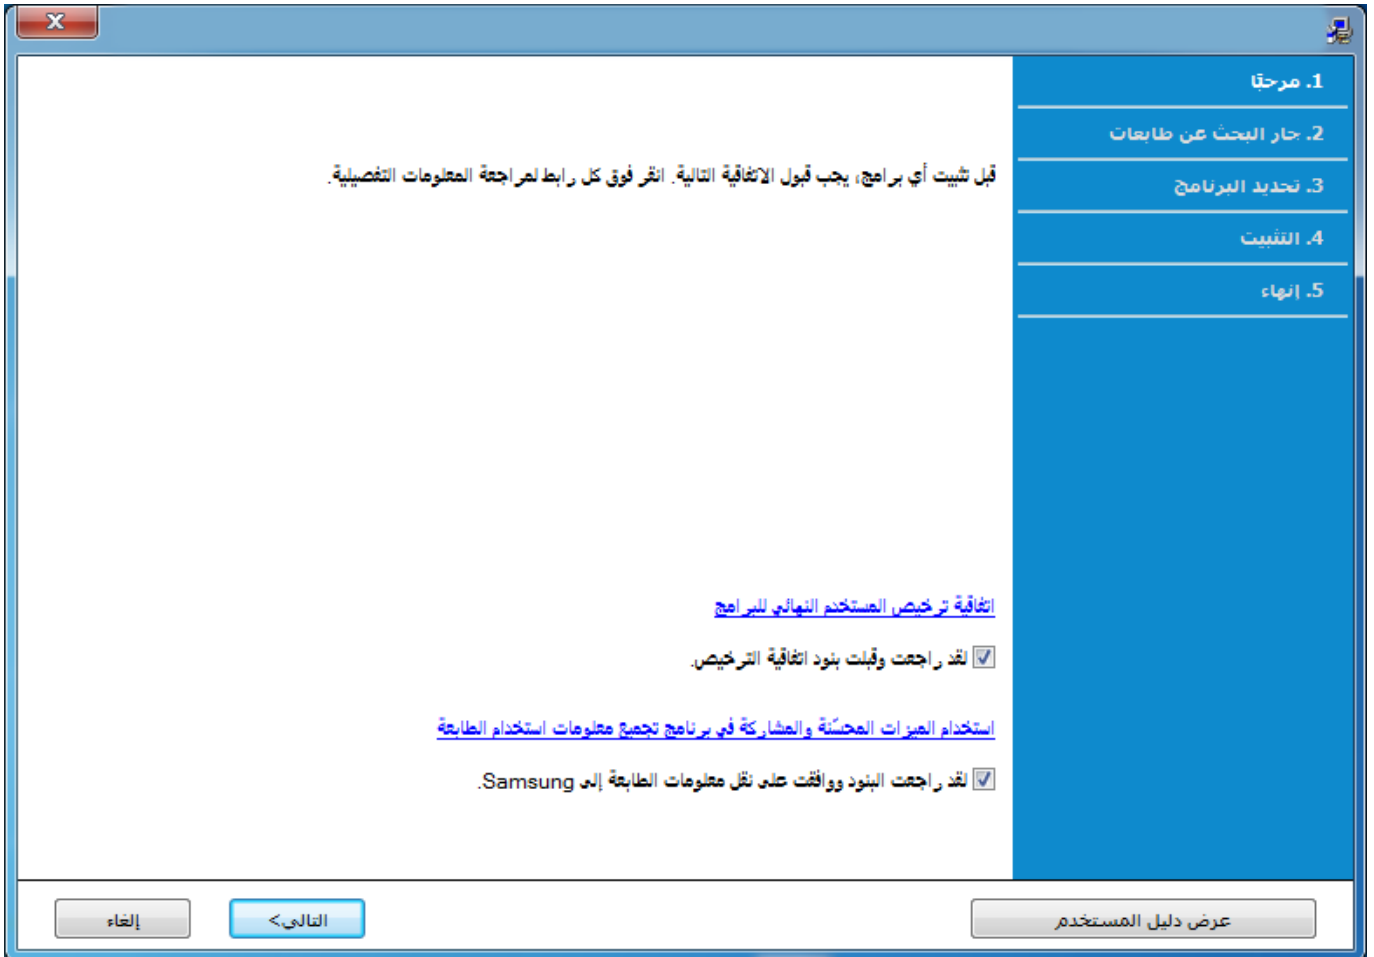 1. مرحبًا
2. جار البحث عن طابعات
3. تحديد البرنامج
4. التثبيت
5. إنهاء
قبل تثبيت أي برامج، يجب قبول الاتفاقية التالية. انقر فوق كل رابط لمراجعة المعلومات التفصيلية.
اتفاقية ترخيص المستخدم النهائي للبرامج
لقد راجعت وقبلت بنود اتفاقية الترخيص.
استخدام الميزات المحسّنة والمشاركة في برنامج تجميع معلومات استخدام الطابعة
لقد راجعت البنود ووافقت على نقل معلومات الطابعة إلى Samsung.
عرض دليل المستخدم
التالي>
إلغاء